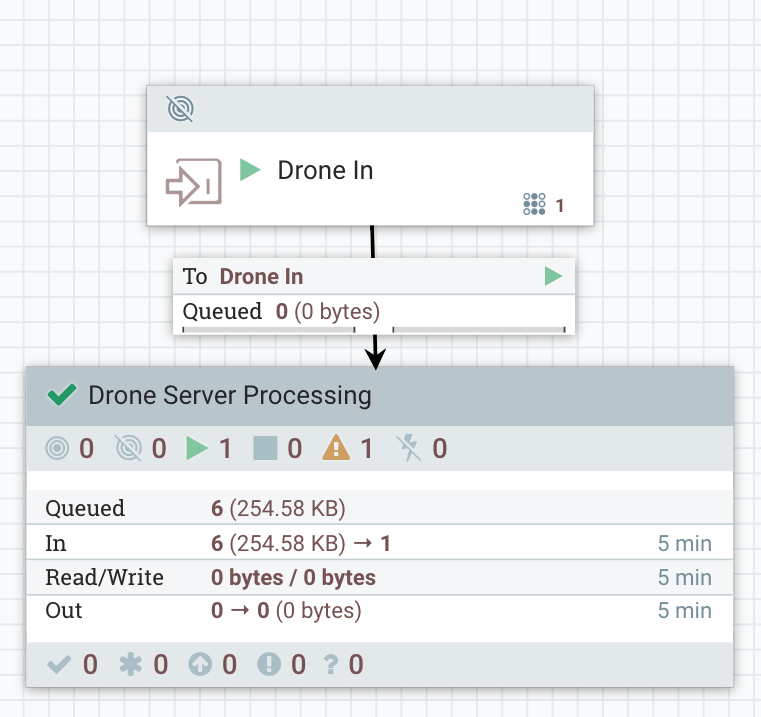 Drone In
1
To Drone In
Queued 0 (0 bytes)
Drone Server Processing
0 0 1 0 1 0
Queued 6 (254.58 KB)
In 6 (254.58 KB) → 1 5 min
Read/Write 0 bytes / 0 bytes 5 min
Out 0 → 0 (0 bytes) 5 min
0 0 0 0 ? 0